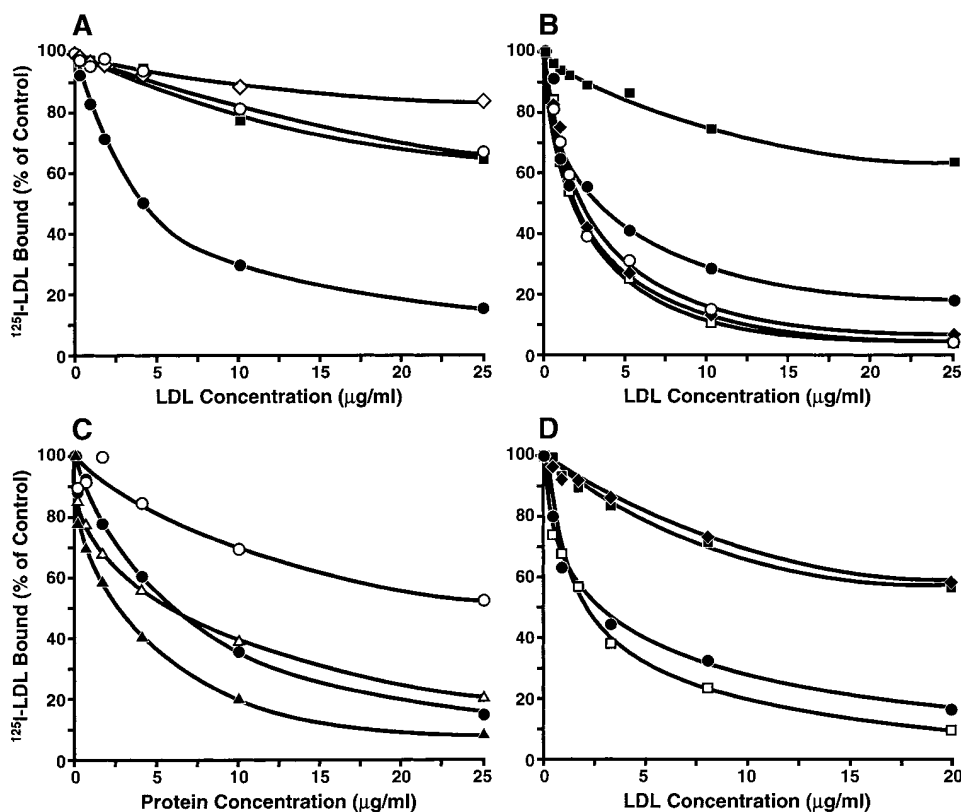 A
B
100
80
60
40
20
0
0 5 10 15 20 25
LDL Concentration (μg/ml)
¹²⁵I-LDL Bound (% of Control)
100
80
60
40
20
0
0 5 10 15 20 25
LDL Concentration (μg/ml)
C
D
100
80
60
40
20
0
0 5 10 15 20 25
Protein Concentration (μg/ml)
¹²⁵I-LDL Bound (% of Control)
100
80
60
40
20
0
0 5 10 15 20
LDL Concentration (μg/ml)